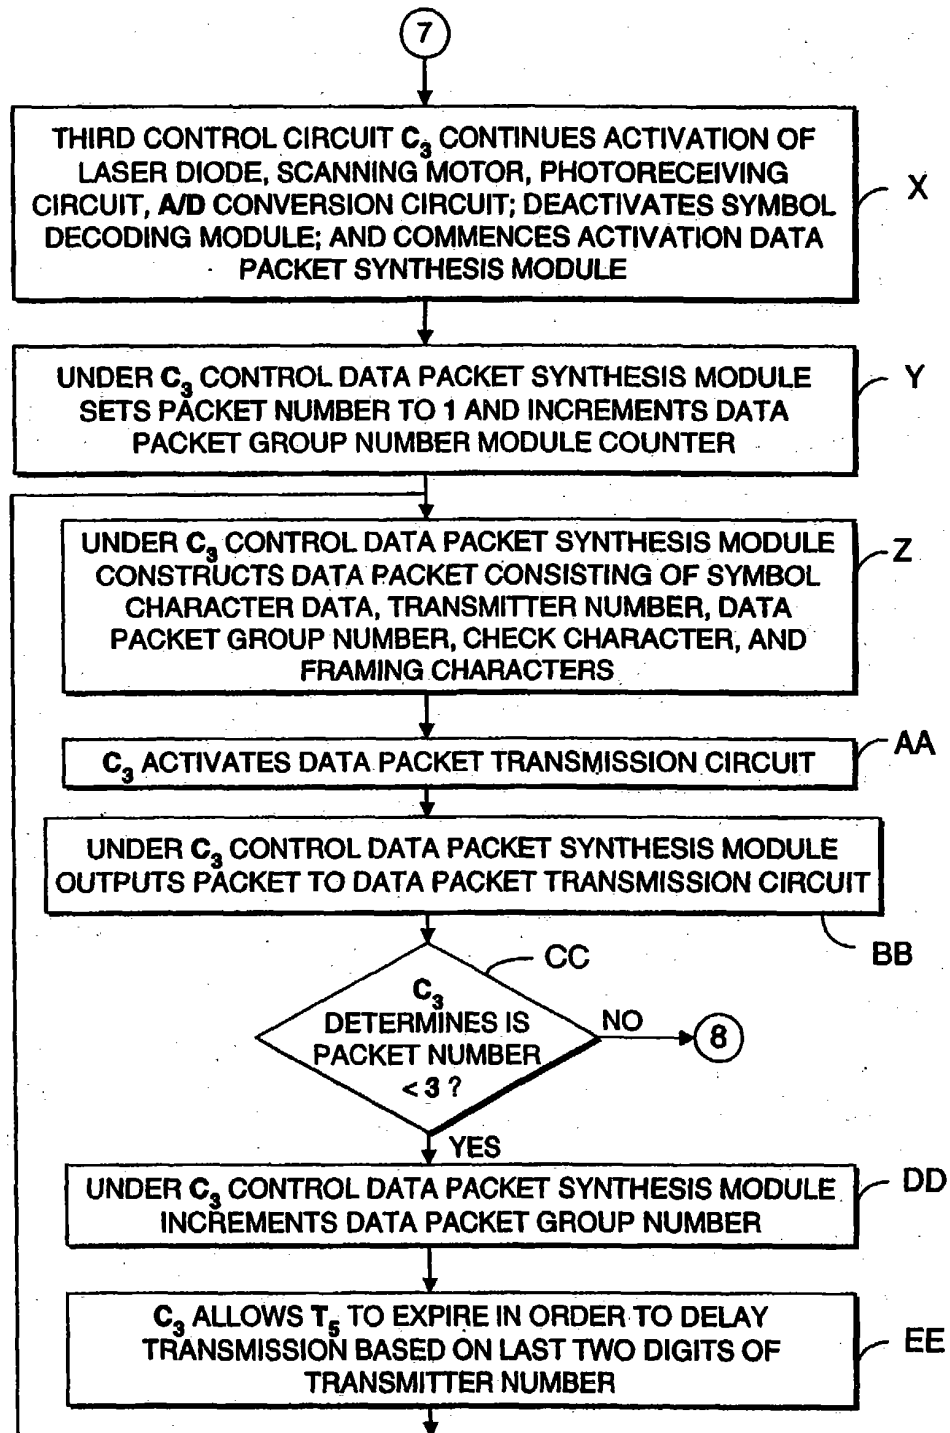 7
THIRD CONTROL CIRCUIT C3 CONTINUES ACTIVATION OF
LASER DIODE, SCANNING MOTOR, PHOTORECEIVING
CIRCUIT, A/D CONVERSION CIRCUIT; DEACTIVATES SYMBOL
DECODING MODULE; AND COMMENCES ACTIVATION DATA
PACKET SYNTHESIS MODULE
X
UNDER C3 CONTROL DATA PACKET SYNTHESIS MODULE
SETS PACKET NUMBER TO 1 AND INCREMENTS DATA
PACKET GROUP NUMBER MODULE COUNTER
Y
UNDER C3 CONTROL DATA PACKET SYNTHESIS MODULE
CONSTRUCTS DATA PACKET CONSISTING OF SYMBOL
CHARACTER DATA, TRANSMITTER NUMBER, DATA
PACKET GROUP NUMBER, CHECK CHARACTER, AND
FRAMING CHARACTERS
Z
C3 ACTIVATES DATA PACKET TRANSMISSION CIRCUIT
AA
UNDER C3 CONTROL DATA PACKET SYNTHESIS MODULE
OUTPUTS PACKET TO DATA PACKET TRANSMISSION CIRCUIT
BB
C3
DETERMINES IS
PACKET NUMBER
< 3 ?
CC
NO
8
YES
UNDER C3 CONTROL DATA PACKET SYNTHESIS MODULE
INCREMENTS DATA PACKET GROUP NUMBER
DD
C3 ALLOWS T5 TO EXPIRE IN ORDER TO DELAY
TRANSMISSION BASED ON LAST TWO DIGITS OF
TRANSMITTER NUMBER
EE